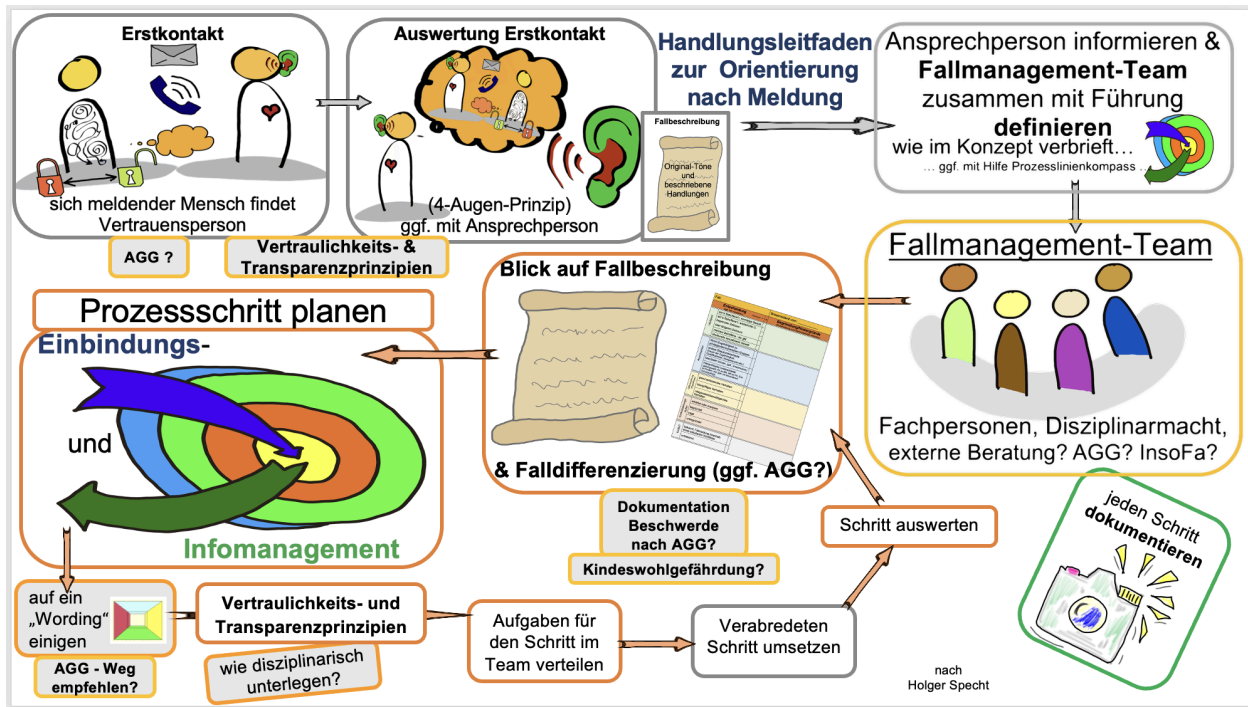 Erstkontakt
sich meldender Mensch findet
Vertrauensperson
AGG ?
Vertraulichkeits- &
Transparenzprinzipien
Auswertung Erstkontakt
(4-Augen-Prinzip)
ggf. mit Ansprechperson
Handlungsleitfaden
zur Orientierung
nach Meldung
Fallbeschreibung
Original-Töne
und
beschriebene
Handlungen
Ansprechperson informieren &
Fallmanagement-Team
zusammen mit Führung
definieren
wie im Konzept verbrieft…
... ggf. mit Hilfe Prozesslinienkompass ...
Fallmanagement-Team
Fachpersonen, Disziplinarmacht,
externe Beratung? AGG? InsoFa?
Blick auf Fallbeschreibung
& Falldifferenzierung (ggf. AGG?)
Dokumentation
Beschwerde
nach AGG?
Kindeswohlgefährdung?
Prozessschritt planen
Einbindungs-
und
Infomanagement
auf ein
„Wording“
einigen
AGG - Weg
empfehlen?
Vertraulichkeits- und
Transparenzprinzipien
wie disziplinarisch
unterlegen?
Aufgaben für
den Schritt im
Team verteilen
Verabredeten
Schritt umsetzen
Schritt auswerten
jeden Schritt
dokumentieren
nach
Holger Specht